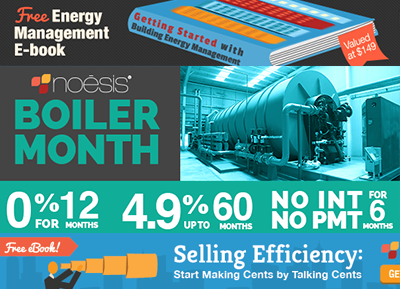 Free Energy
Management
E-book
Getting Started with
Building Energy Management
Valued
at $149
noēsis
BOILER
MONTH
0% FOR 12 MONTHS
4.9% UP TO 60 MONTHS
NO INT
NO PMT
FOR
6
MONTHS
Free eBook!
Selling Efficiency:
Start Making Cents by Talking Cents
GE